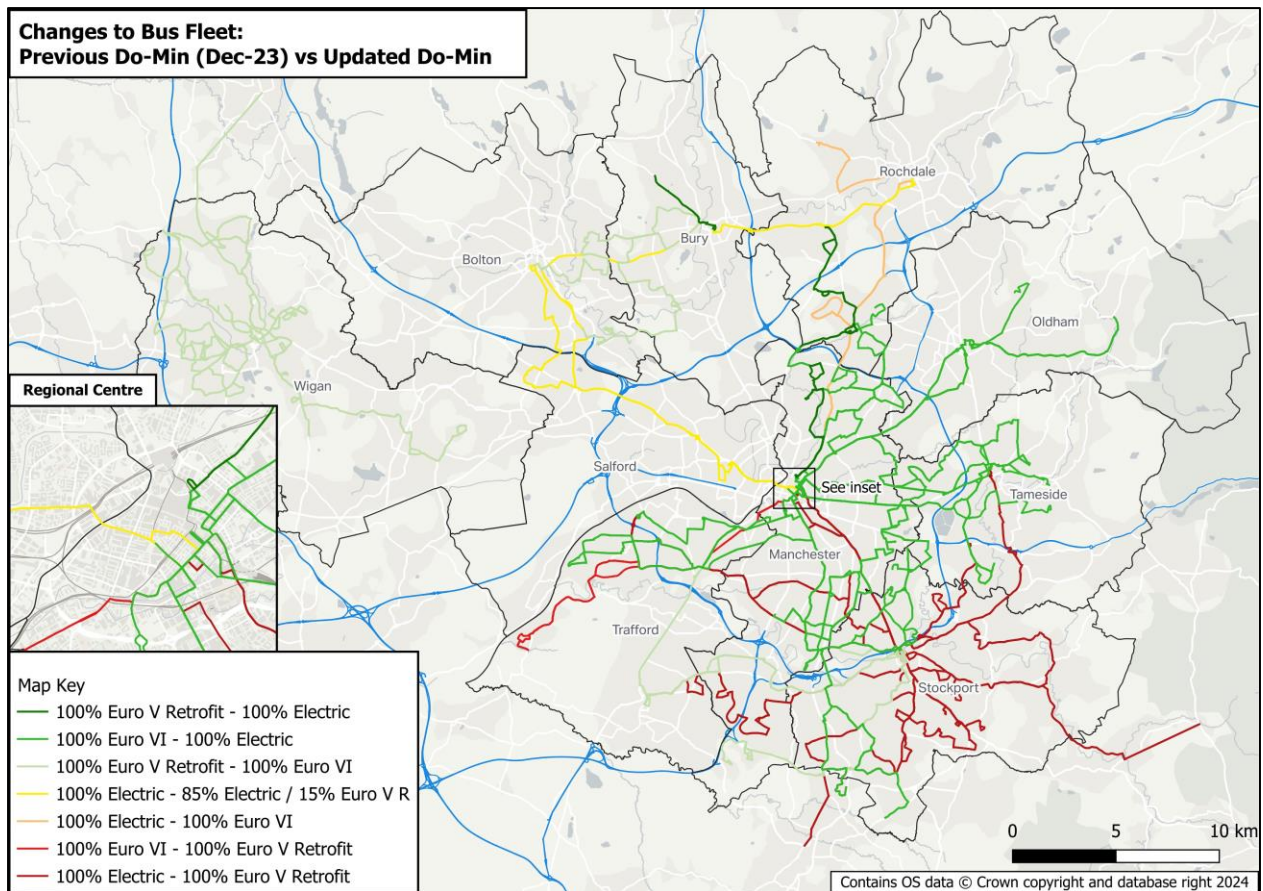 Changes to Bus Fleet:
Previous Do-Min (Dec-23) vs Updated Do-Min
Rochdale
Bury
Bolton
Oldham
Wigan
Regional Centre
Salford
See inset
Tameside
Manchester
Trafford
Stockport
Map Key
100% Euro V Retrofit - 100% Electric
100% Euro VI - 100% Electric
100% Euro V Retrofit - 100% Euro VI
100% Electric - 85% Electric / 15% Euro V R
100% Electric - 100% Euro VI
100% Euro VI - 100% Euro V Retrofit
100% Electric - 100% Euro V Retrofit
0 5 10 km
Contains OS data © Crown copyright and database right 2024